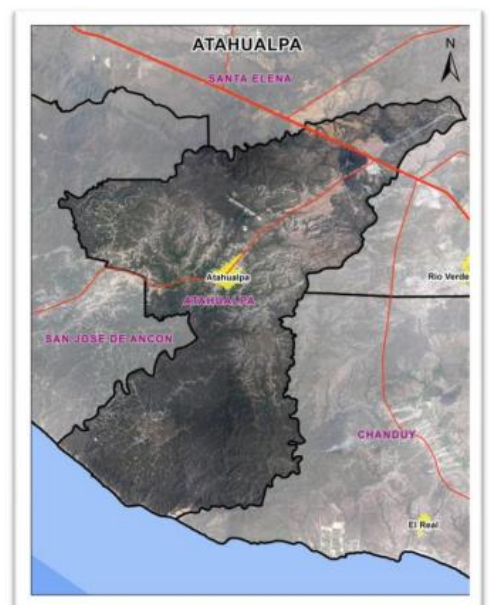 ATAHUALPA
N
SANTA ELENA
Atahualpa
Rio Verde
ATAHUALPA
SAN JOSE DE ANCON
CHANDUY
El Real